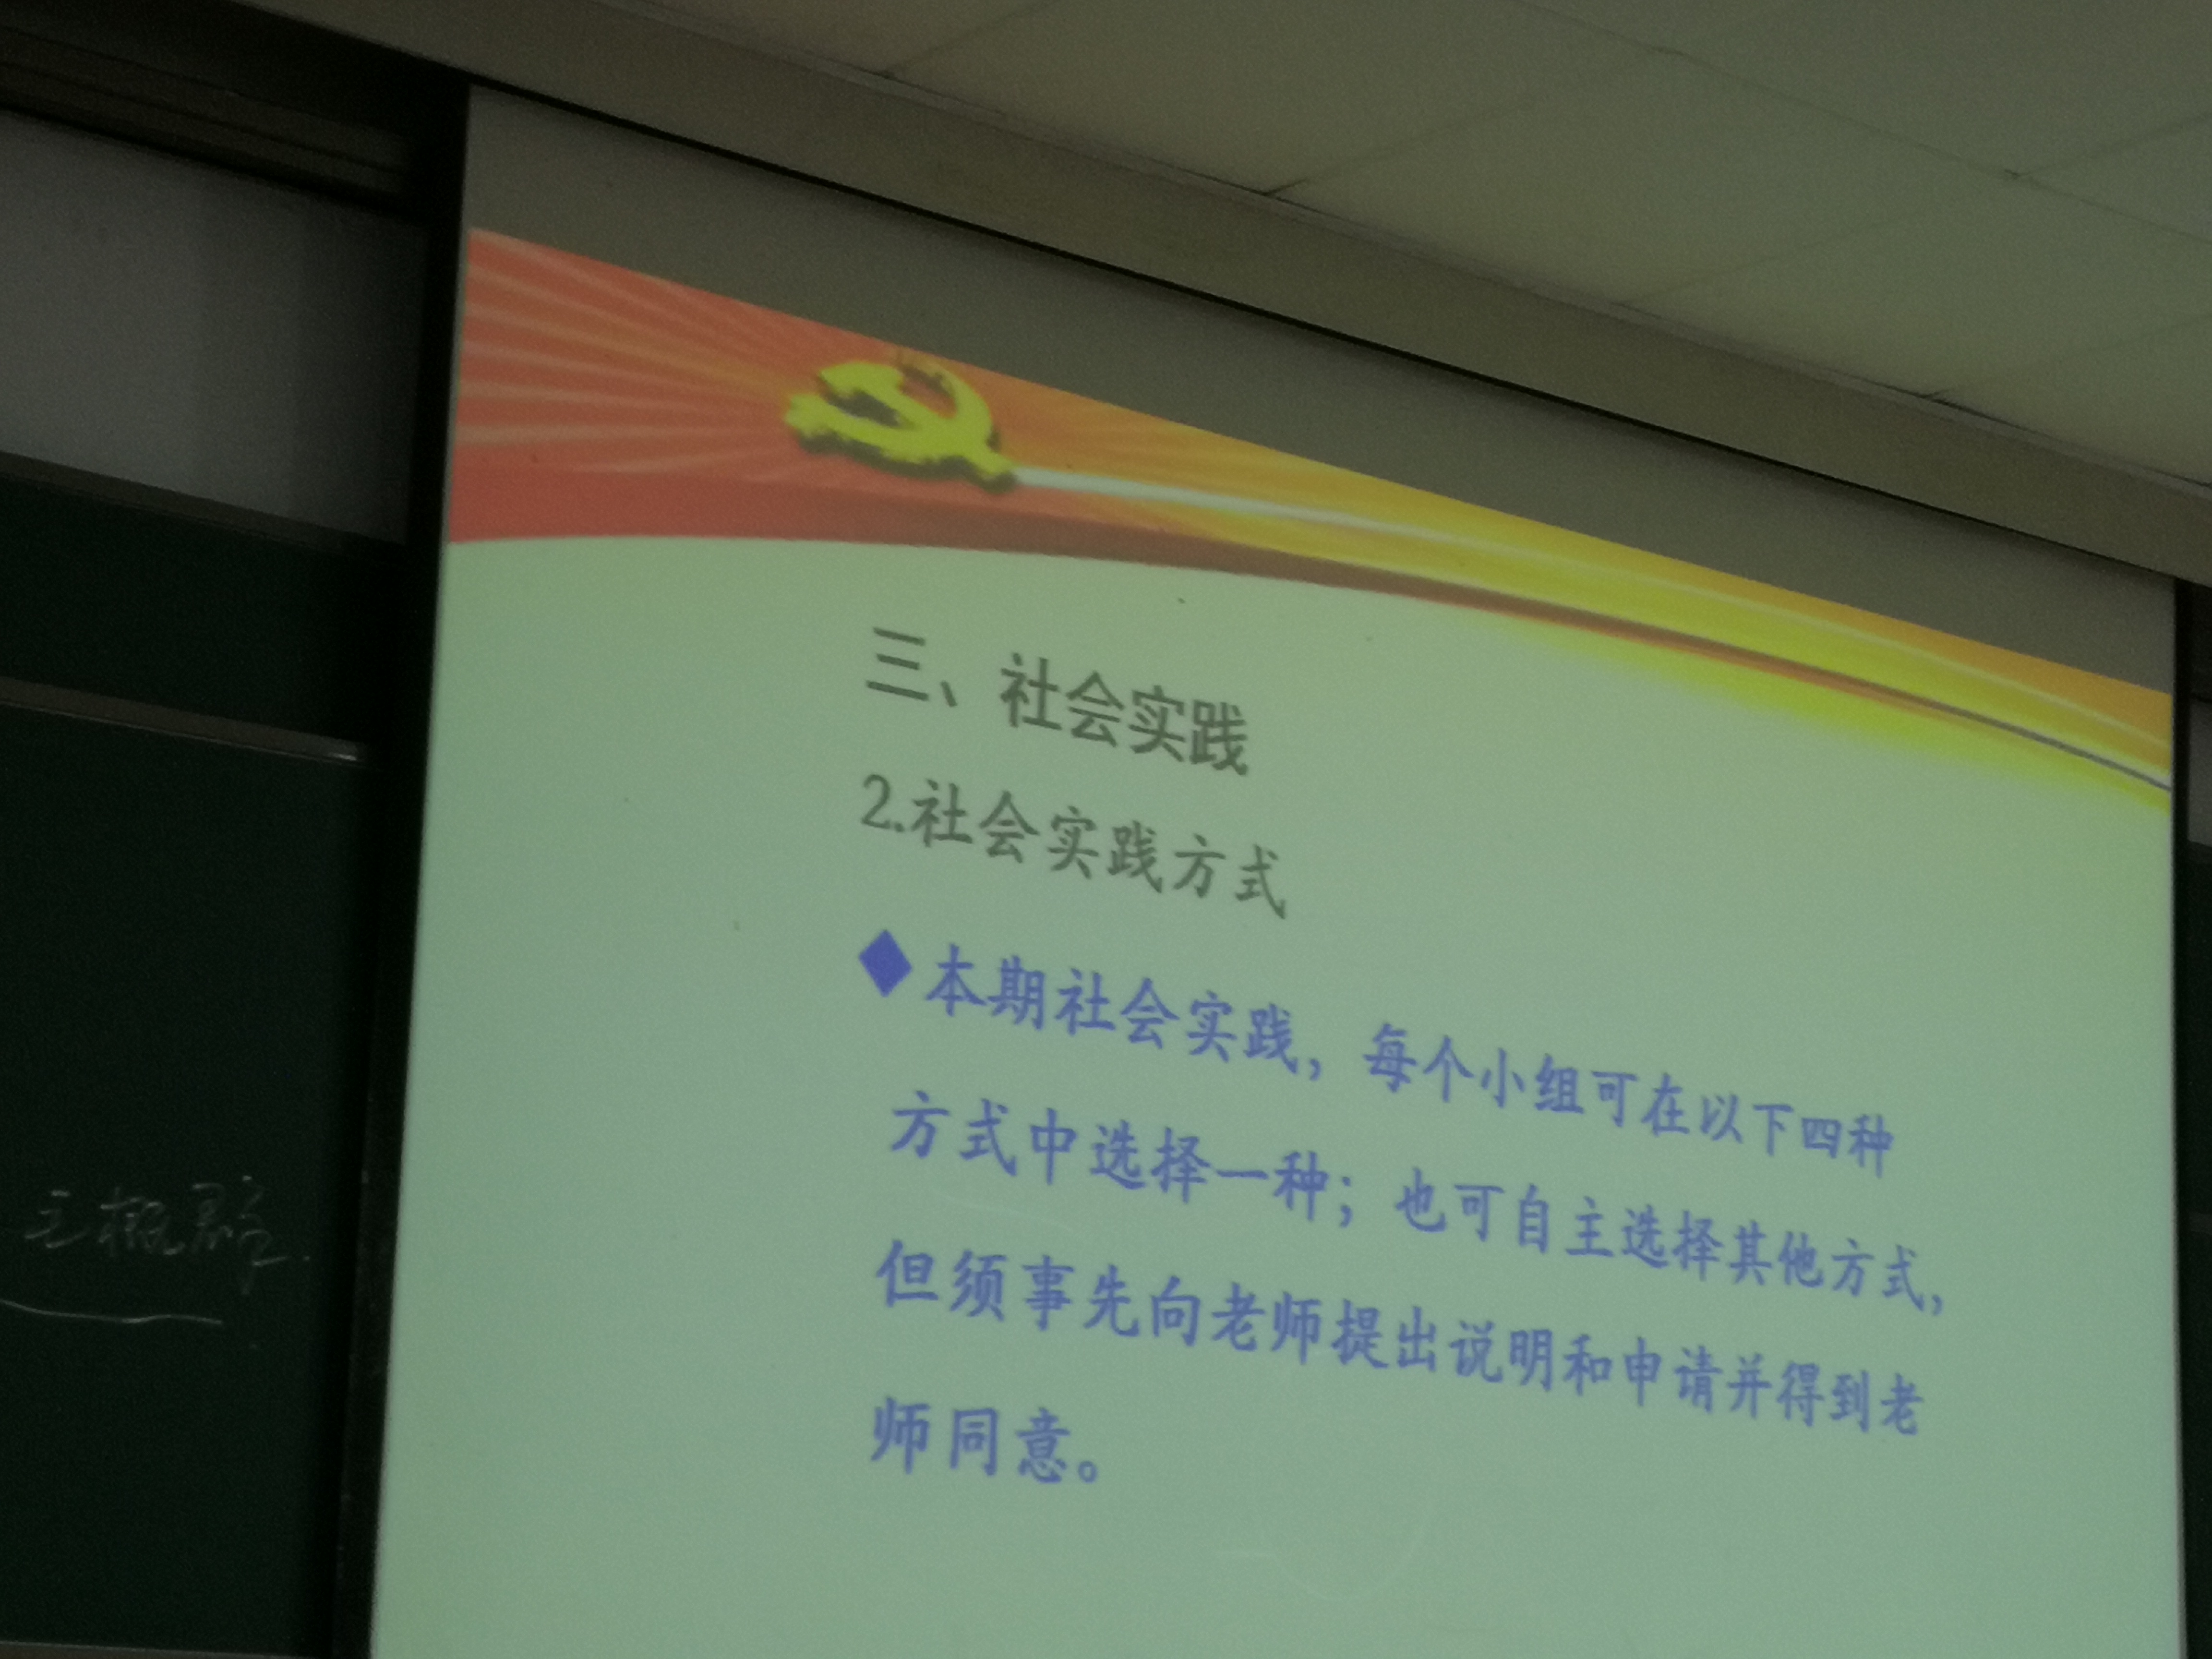 三、社会实践
2.社会实践方式
◆本期社会实践，每个小组可在以下四种
方式中选择一种；也可自主选择其他方式，
但须事先向老师提出说明和申请并得到老
师同意。